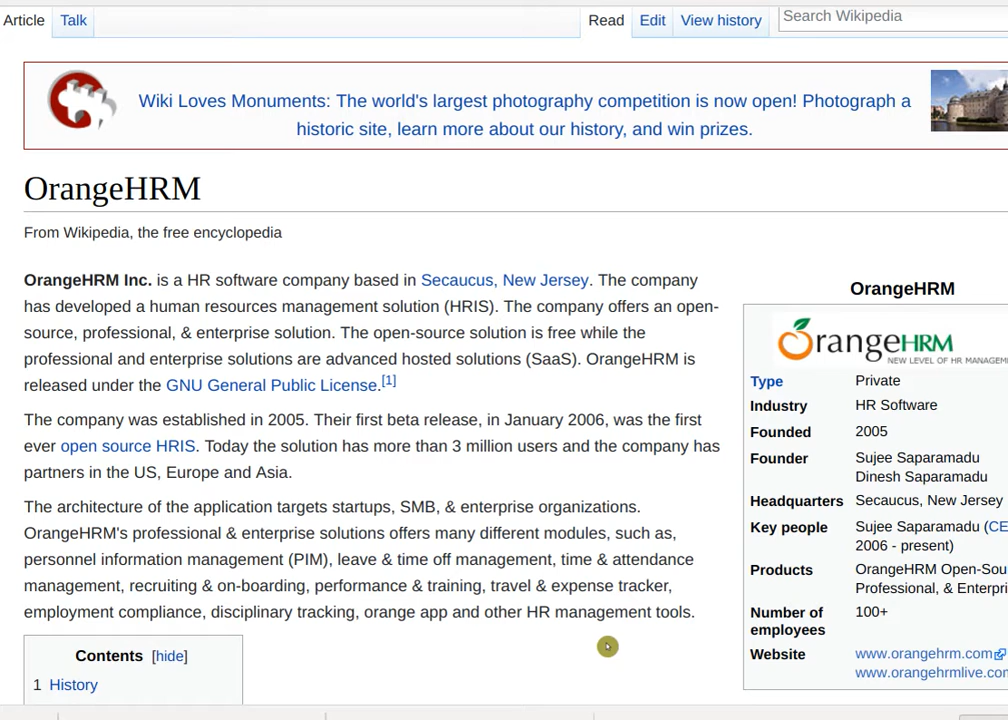 Article Talk Read Edit View history Search Wikipedia
Wiki Loves Monuments: The world's largest photography competition is now open! Photograph a
historic site, learn more about our history, and win prizes.
OrangeHRM
From Wikipedia, the free encyclopedia
OrangeHRM Inc. is a HR software company based in Secaucus, New Jersey. The company
has developed a human resources management solution (HRIS). The company offers an open-
source, professional, & enterprise solution. The open-source solution is free while the
professional and enterprise solutions are advanced hosted solutions (SaaS). OrangeHRM is
released under the GNU General Public License.[1]
The company was established in 2005. Their first beta release, in January 2006, was the first
ever open source HRIS. Today the solution has more than 3 million users and the company has
partners in the US, Europe and Asia.
The architecture of the application targets startups, SMB, & enterprise organizations.
OrangeHRM's professional & enterprise solutions offers many different modules, such as,
personnel information management (PIM), leave & time off management, time & attendance
management, recruiting & on-boarding, performance & training, travel & expense tracker,
employment compliance, disciplinary tracking, orange app and other HR management tools.
Contents [hide]
1 History
OrangeHRM
OrangeHRM
NEW LEVEL OF HR MANAGEM
Type Private
Industry HR Software
Founded 2005
Founder Sujee Saparamadu
Dinesh Saparamadu
Headquarters Secaucus, New Jersey
Key people Sujee Saparamadu (CE
2006 - present)
Products OrangeHRM Open-Sou
Professional, & Enterpri
Number of 100+
employees
Website www.orangehrm.com
www.orangehrmlive.com